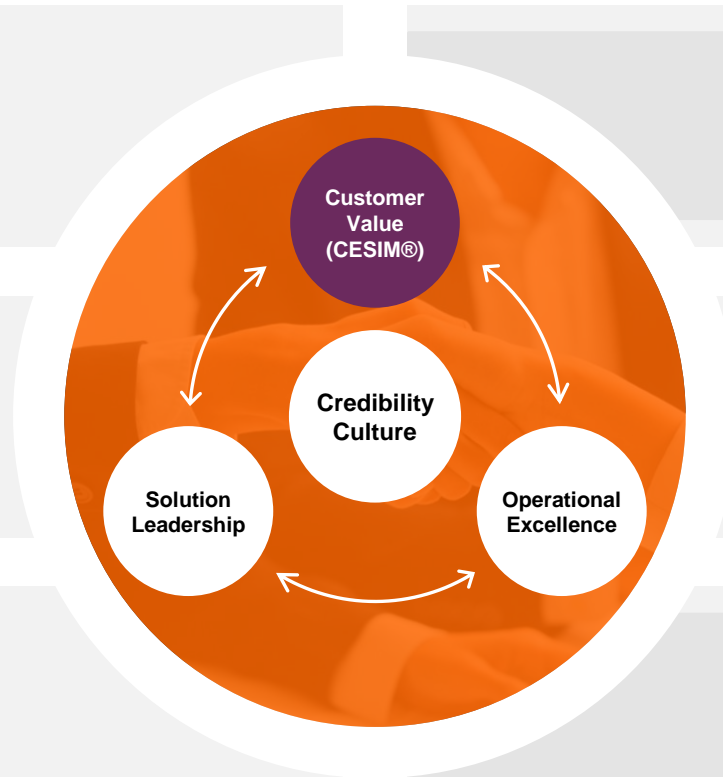 Customer
Value
(CESIM®)
Credibility
Culture
Solution
Leadership
Operational
Excellence